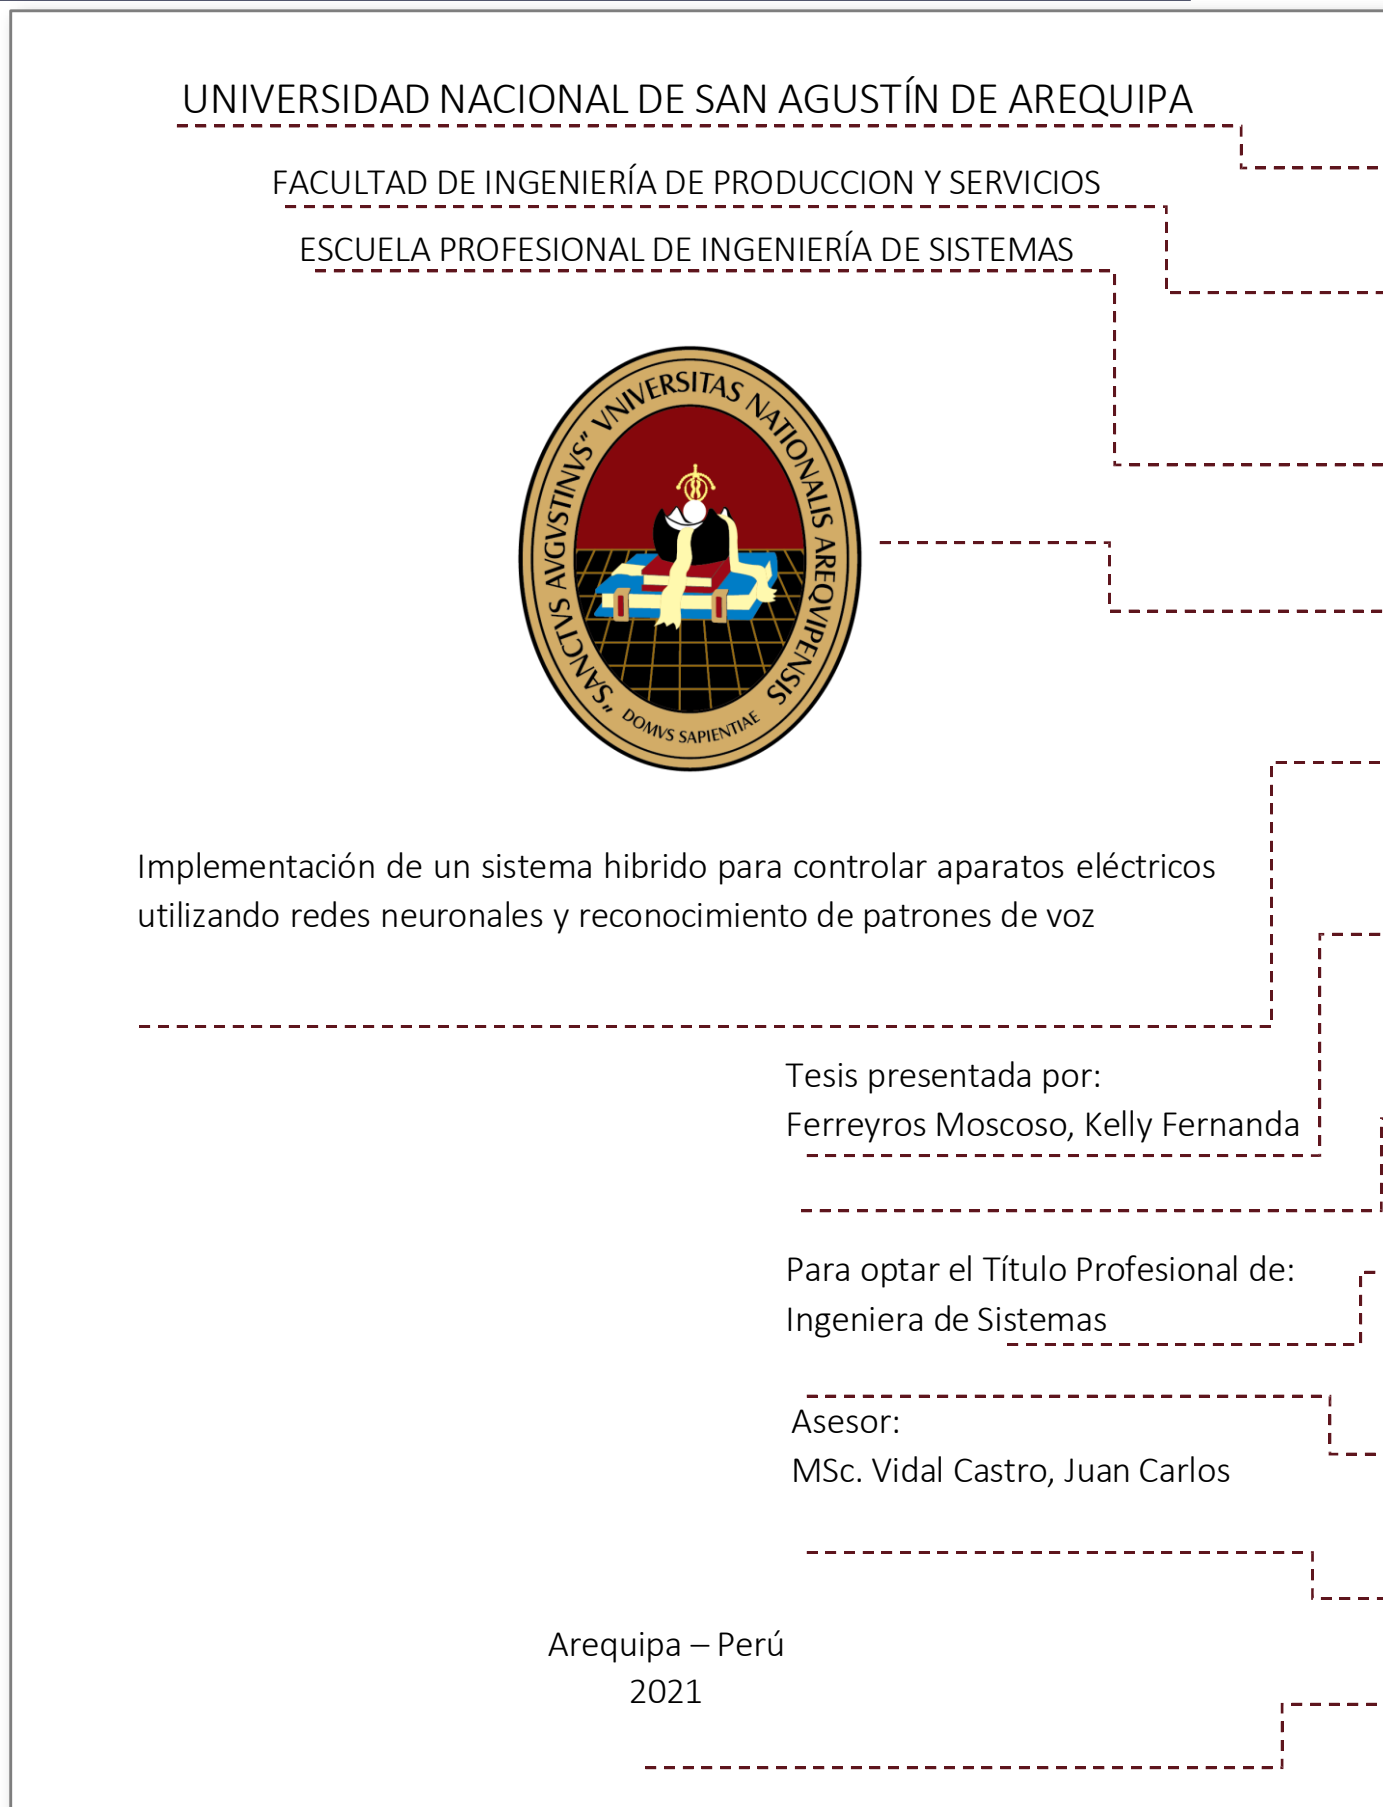 UNIVERSIDAD NACIONAL DE SAN AGUSTÍN DE AREQUIPA
FACULTAD DE INGENIERÍA DE PRODUCCION Y SERVICIOS
ESCUELA PROFESIONAL DE INGENIERÍA DE SISTEMAS
"SANCTVS AVGVSTINVS" VNIVERSITAS NATIONALIS AREQVIPENSIS
DOMVS SAPIENTIAE
Implementación de un sistema hibrido para controlar aparatos eléctricos
utilizando redes neuronales y reconocimiento de patrones de voz
Tesis presentada por:
Ferreyros Moscoso, Kelly Fernanda
Para optar el Título Profesional de:
Ingeniera de Sistemas
Asesor:
MSc. Vidal Castro, Juan Carlos
Arequipa – Perú
2021